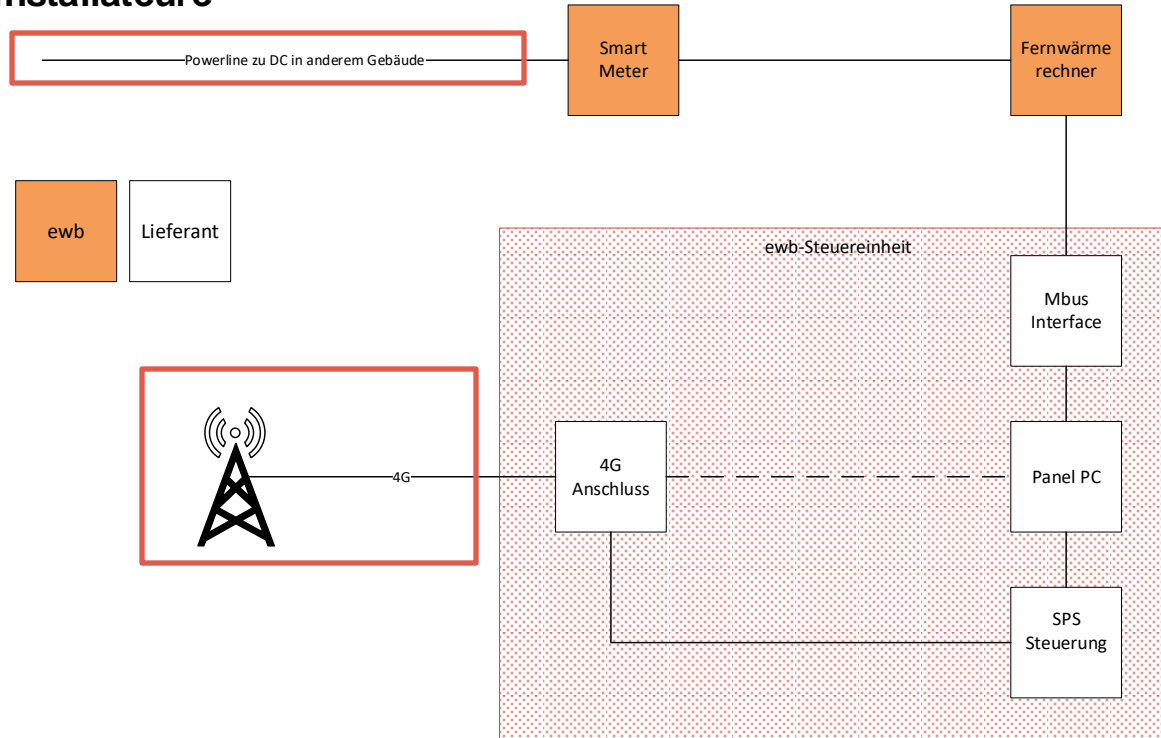 Powerline zu DC in anderem Gebäude
Smart
Meter
Fernwärme
rechner
ewb
Lieferant
ewb-Steuereinheit
Mbus
Interface
4G
4G
Anschluss
Panel PC
SPS
Steuerung